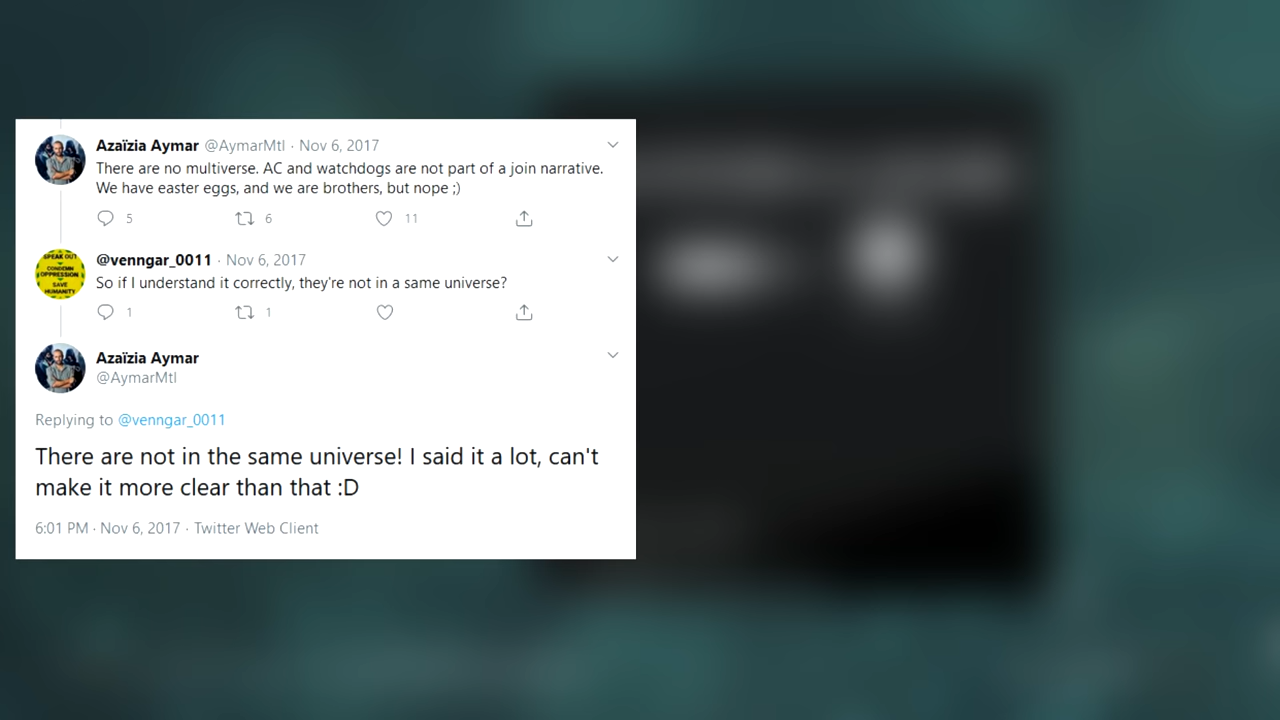 Azaïzia Aymar @AymarMtl · Nov 6, 2017
There are no multiverse. AC and watchdogs are not part of a join narrative.
We have easter eggs, and we are brothers, but nope ;)
5 6 11
SPEAK OUT
CONDEMN
OPPRESSION
SAVE
HUMANITY
@venngar_0011 · Nov 6, 2017
So if I understand it correctly, they're not in a same universe?
1 1
Azaïzia Aymar
@AymarMtl
Replying to @venngar_0011
There are not in the same universe! I said it a lot, can't
make it more clear than that :D
6:01 PM · Nov 6, 2017 · Twitter Web Client